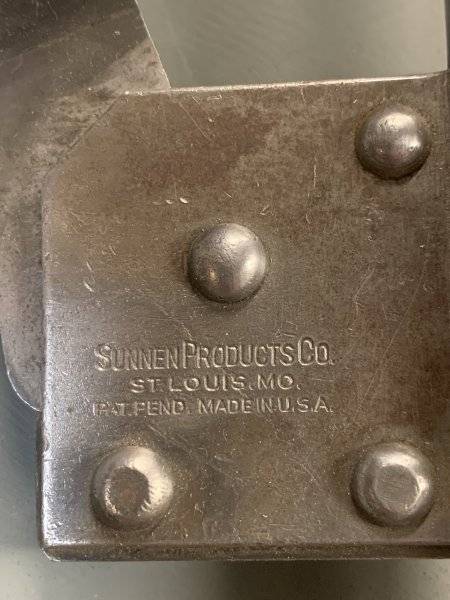 SUNNEN PRODUCTS CO.
ST. LOUIS. MO.
PAT. PEND. MADE IN U.S.A.